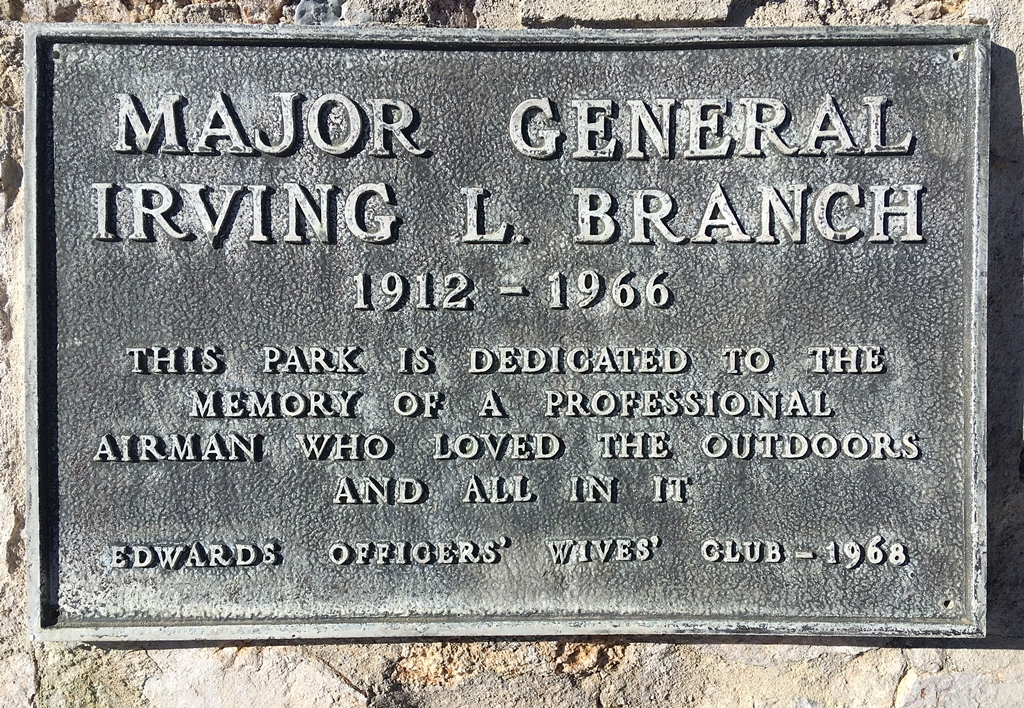 MAJOR GENERAL
IRVING L. BRANCH
1912 - 1966
THIS PARK IS DEDICATED TO THE
MEMORY OF A PROFESSIONAL
AIRMAN WHO LOVED THE OUTDOORS
AND ALL IN IT
EDWARDS OFFICERS' WIVES' CLUB - 1968